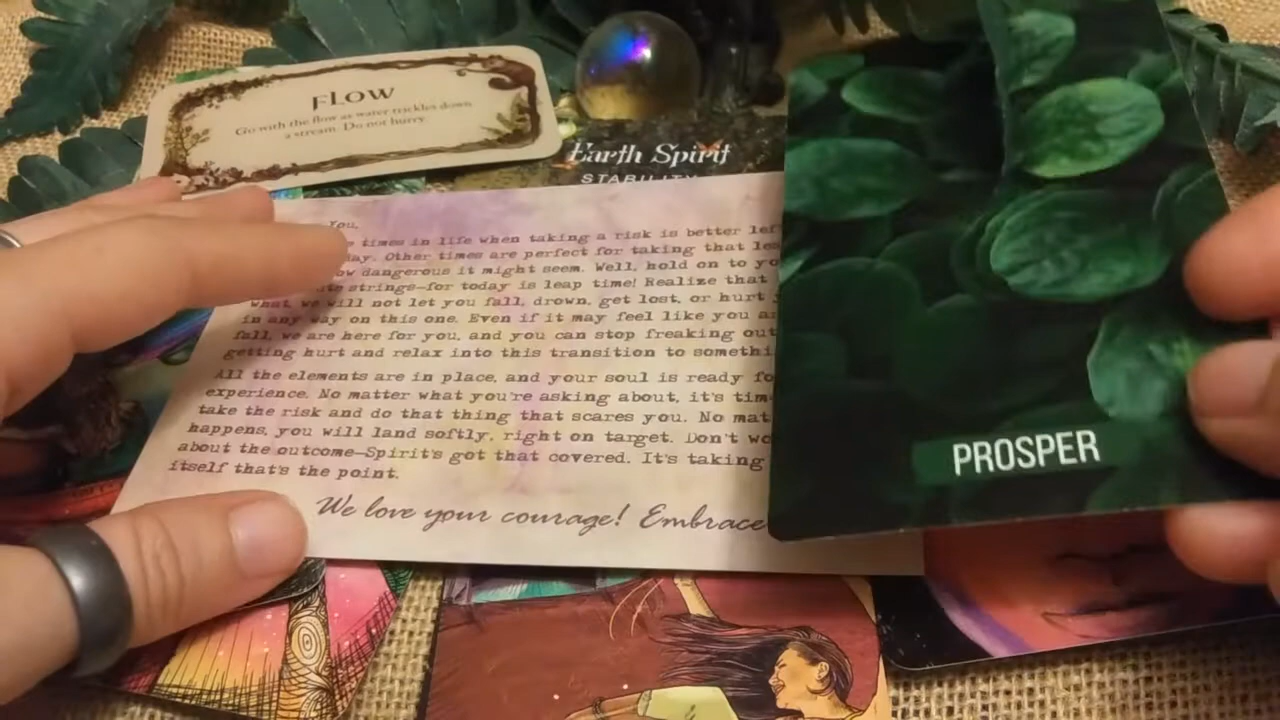 FLOW
Go with the flow as water trickles down
a stream. Do not hurry.
Earth Spirit
STABILITY
You,
times in life when taking a risk is better lef
day. Other times are perfect for taking that lea
how dangerous it might seem. Well, hold on to yo
strings—for today is leap time! Realize that
what, we will not let you fall, drown, get lost, or hurt
in any way on this one. Even if it may feel like you ar
fall, we are here for you, and you can stop freaking out
getting hurt and relax into this transition to somethi
All the elements are in place, and your soul is ready fo
experience. No matter what you're asking about, it's tim
take the risk and do that thing that scares you. No mat
happens, you will land softly, right on target. Don't wo
about the outcome—Spirit's got that covered. It's taking
itself that's the point.
We love your courage! Embrace
PROSPER